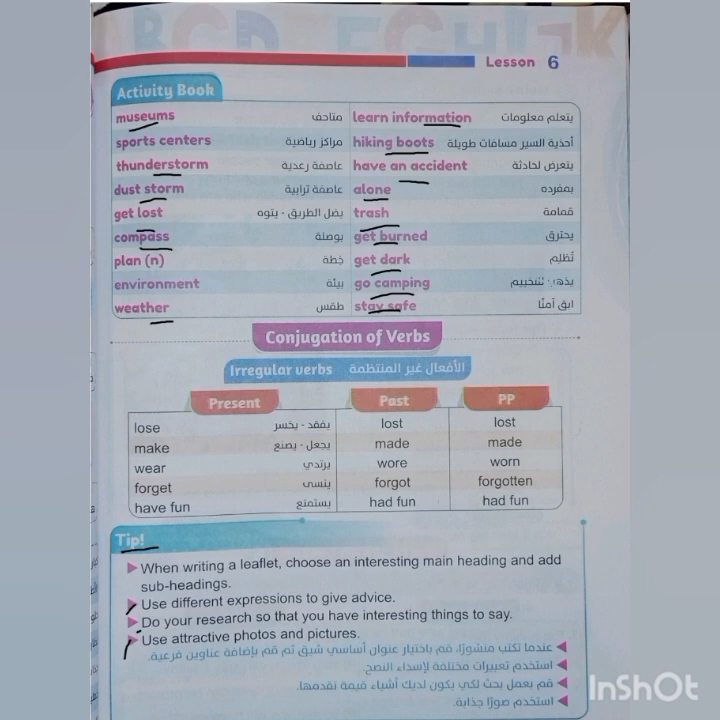 Lesson 6
Activity Book
museums متاحف learn information يتعلم معلومات
sports centers مراكز رياضية hiking boots أحذية السير مسافات طويلة
thunderstorm عاصفة رعدية have an accident يتعرض لحادثة
dust storm عاصفة ترابية alone بمفرده
get lost يضل الطريق - يتوه trash قمامة
compass بوصلة get burned يحترق
plan (n) خطة get dark تُظلِم
environment بيئة go camping يذهب للتخييم
weather طقس stay safe ابق آمنًا
Conjugation of Verbs
Irregular verbs الأفعال غير المنتظمة
Present Past PP
lose يفقد - يخسر lost lost
make يجعل - يصنع made made
wear يرتدي wore worn
forget ينسى forgot forgotten
have fun يستمتع had fun had fun
Tip!
When writing a leaflet, choose an interesting main heading and add
sub-headings.
Use different expressions to give advice.
Do your research so that you have interesting things to say.
Use attractive photos and pictures.
عندما تكتب منشورًا، قم باختيار عنوان أساسي شيق ثم قم بإضافة عناوين فرعية.
استخدم تعبيرات مختلفة لإسداء النصح.
قم بعمل بحث لكي يكون لديك أشياء قيمة تقدمها.
استخدم صورًا جذابة.
InShOt